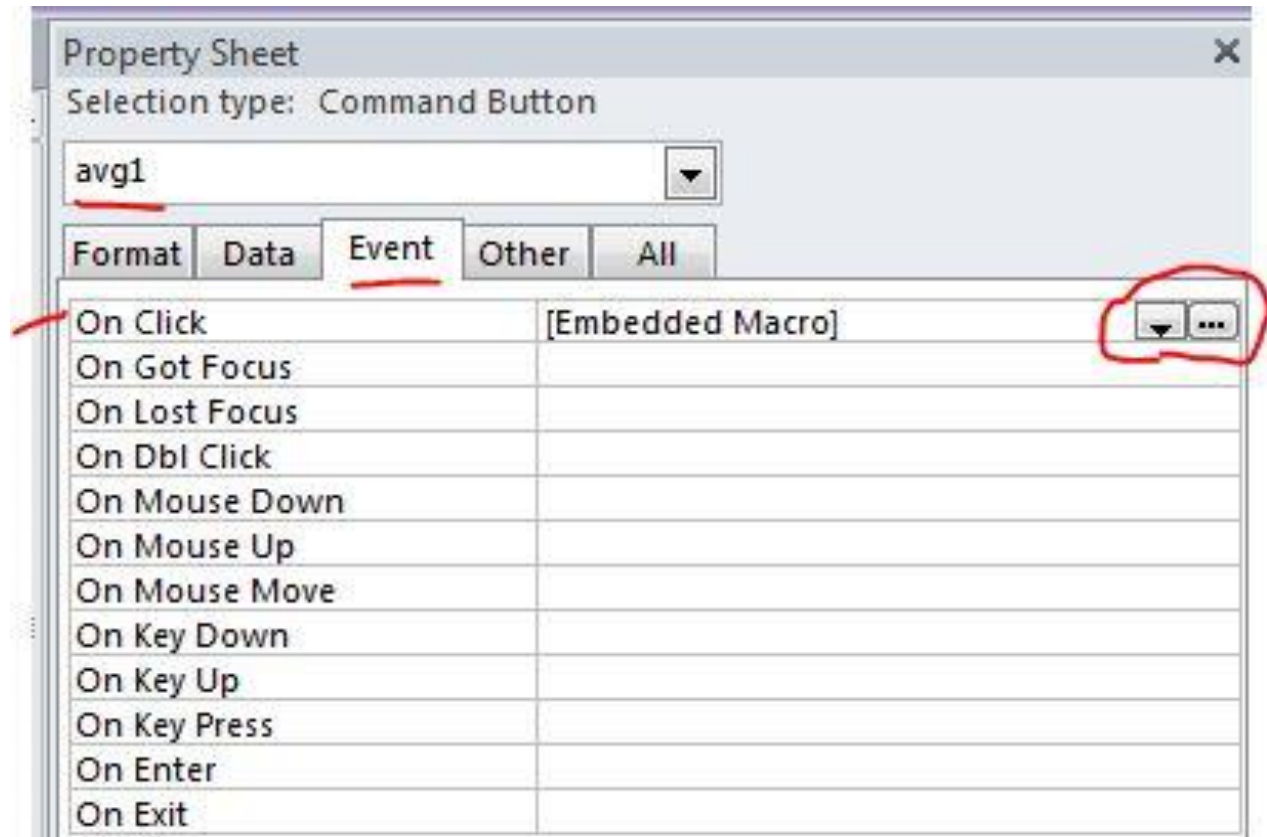 Property Sheet
Selection type: Command Button
avg1
Format Data Event Other All
On Click [Embedded Macro]
On Got Focus
On Lost Focus
On Dbl Click
On Mouse Down
On Mouse Up
On Mouse Move
On Key Down
On Key Up
On Key Press
On Enter
On Exit